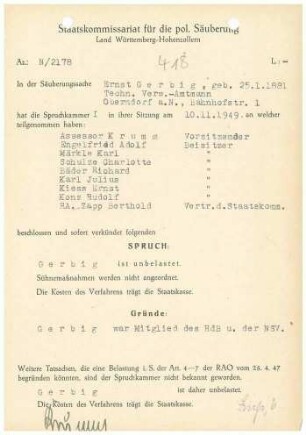 Staatskommissariat für die pol. Säuberung
Land Württemberg-Hohenzollern
Az: N/2178
418
L: -
In der Säuberungssache Ernst G e r b i g , geb. 25.1.1881
Techn. Verw.-Amtmann
Oberndorf a.N., Bahnhofstr. 1
hat die Spruchkammer I in ihrer Sitzung am 10.11.1949. an welcher
teilgenommen haben:
Assessor K r u m m Vorsitzender
Engelfried Adolf Beisitzer
Märkle Karl "
Schulze Charlotte "
Bäder Richard "
Karl Julius "
Kiess Ernst "
Kons Rudolf "
RA. Zapp Berthold Vertr.d.Staatskoms.
beschlossen und sofort verkündet folgenden
SPRUCH:
G e r b i g ist unbelastet.
Sühnemaßnahmen werden nicht angeordnet.
Die Kosten des Verfahrens trägt die Staatskasse.
Gründe:
G e r b i g war Mitglied des RdB u. der NSV.
Weitere Tatsachen, die eine Belastung i. S. der Art. 4-7 der RAO vom 25. 4. 47
begründen könnten, sind der Spruchkammer nicht bekannt geworden.
G e r b i g ist daher unbelastet.
Die Kosten des Verfahrens trägt die Staatskasse.
Krumm